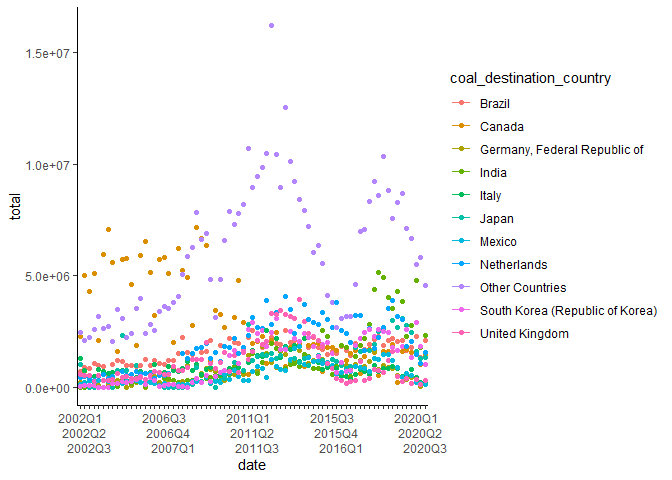 1.5e+07
1.0e+07
5.0e+06
0.0e+00
total
2002Q1 2006Q3 2011Q1 2015Q3 2020Q1
2002Q2 2006Q4 2011Q2 2015Q4 2020Q2
2002Q3 2007Q1 2016Q1 2020Q3
date
coal_destination_country
Brazil
Canada
Germany, Federal Republic of
India
Italy
Japan
Mexico
Netherlands
Other Countries
South Korea (Republic of Korea)
United Kingdom